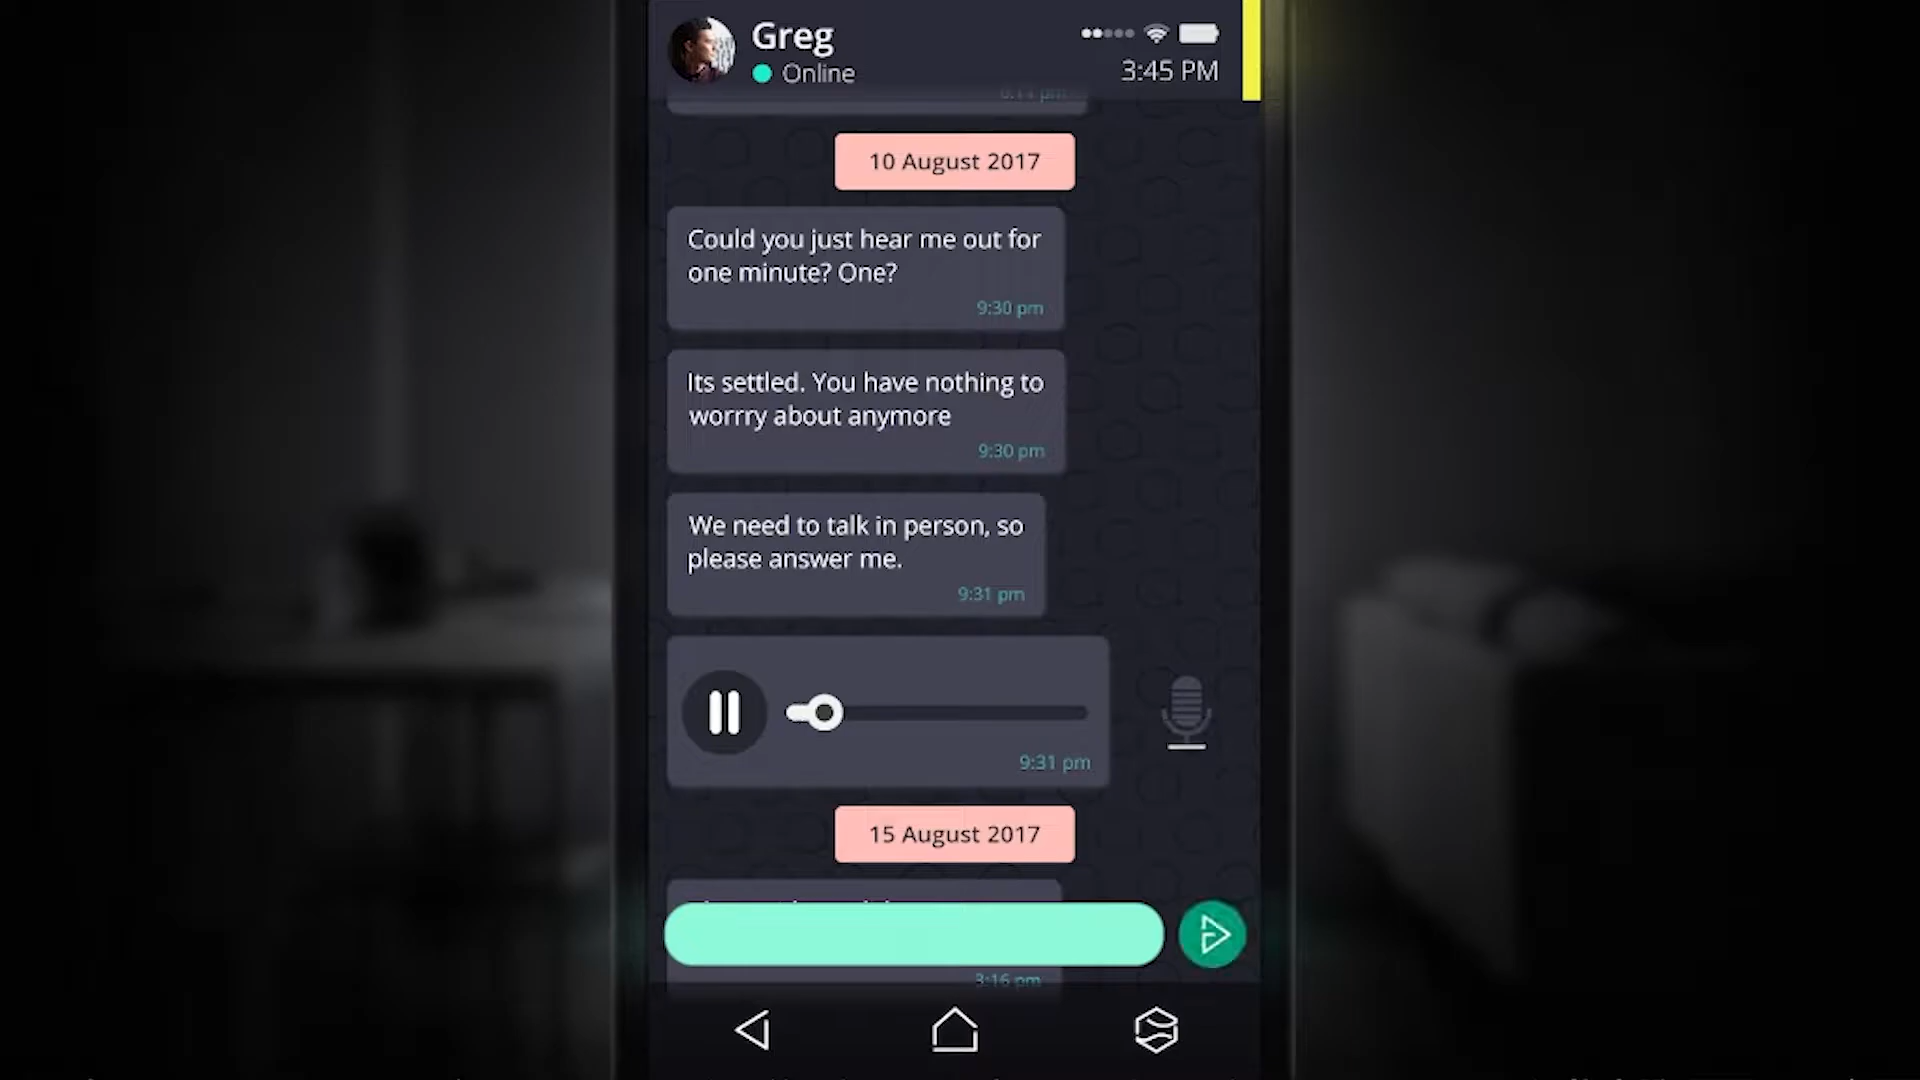 Greg
Online
3:45 PM
10 August 2017
Could you just hear me out for
one minute? One?
9:30 pm
Its settled. You have nothing to
worrry about anymore
9:30 pm
We need to talk in person, so
please answer me.
9:31 pm
9:31 pm
15 August 2017
3:16 pm